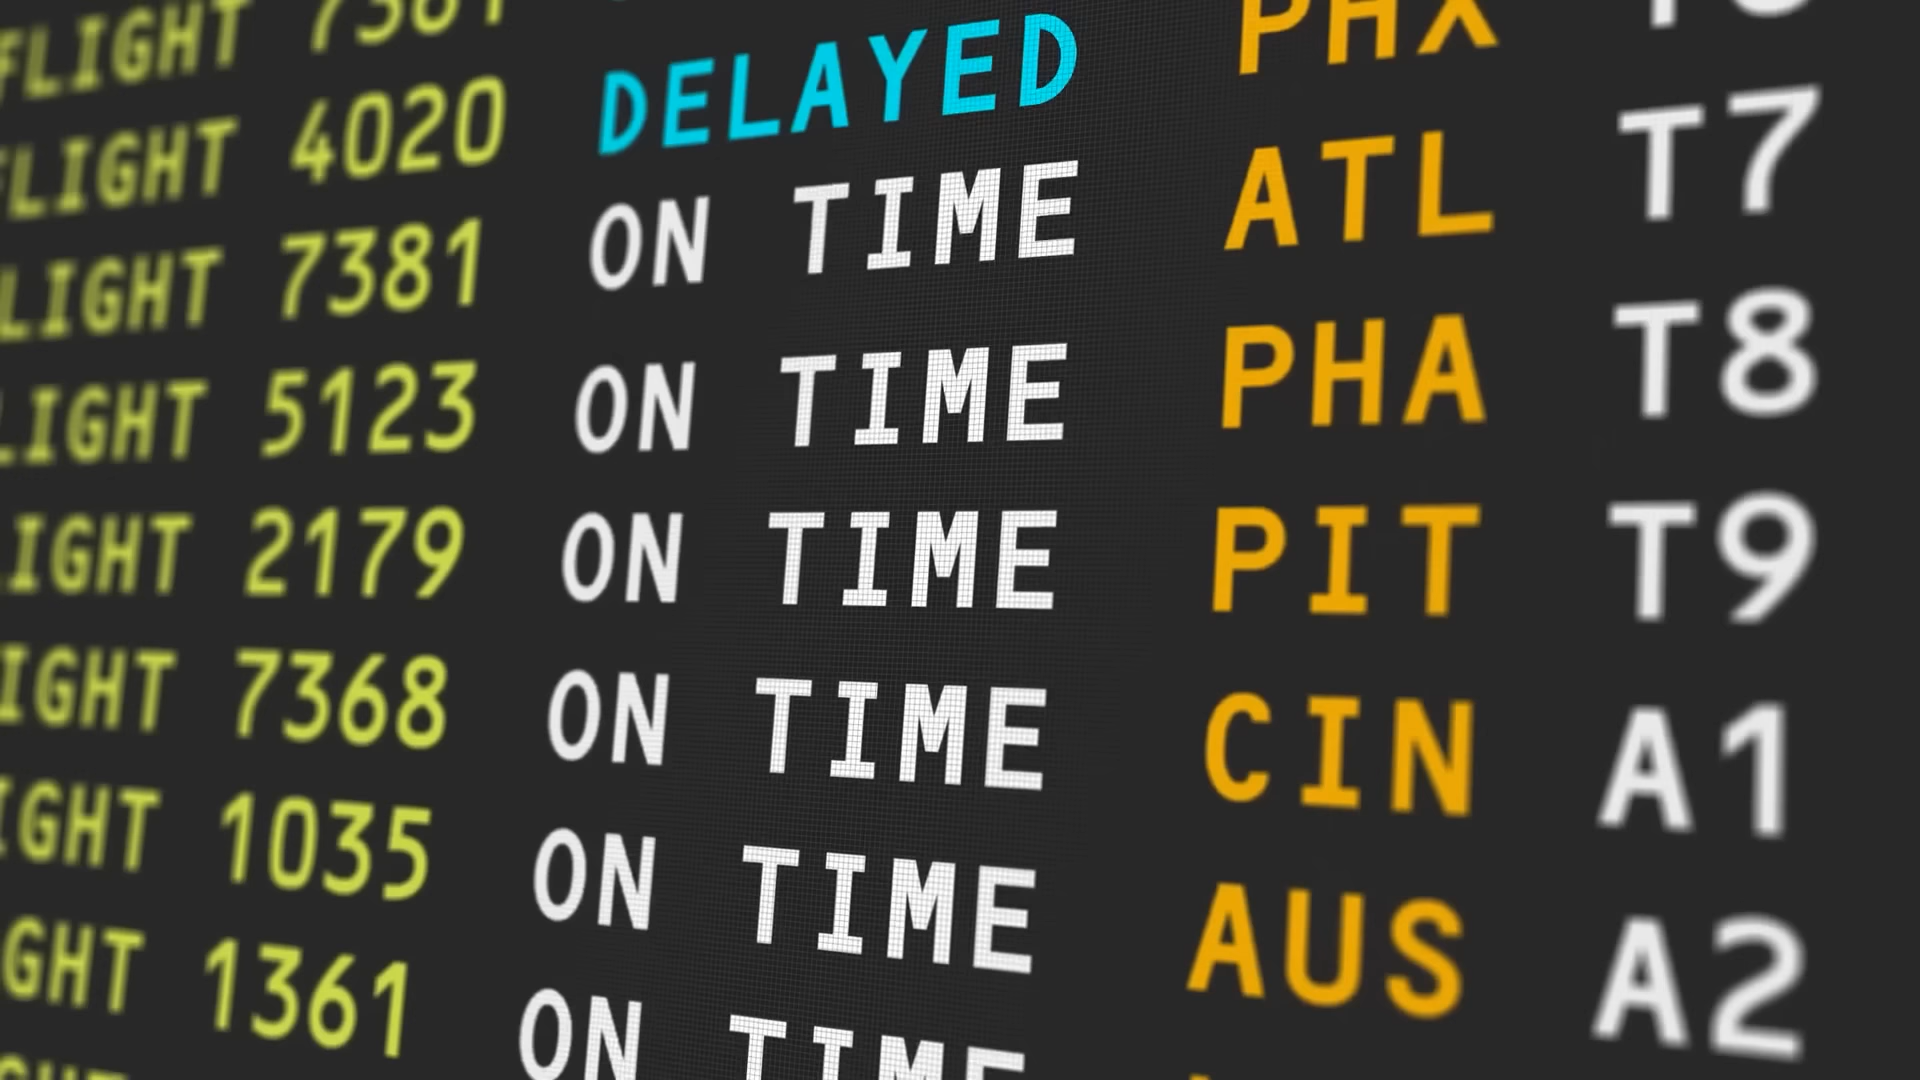 FLIGHT
FLIGHT 4020 DELAYED PHX
LIGHT 7381 ON TIME ATL T7
LIGHT 5123 ON TIME PHA T8
IGHT 2179 ON TIME PIT T9
IGHT 7368 ON TIME CIN A1
IGHT 1035 ON TIME AUS A2
GHT 1361 ON TIME